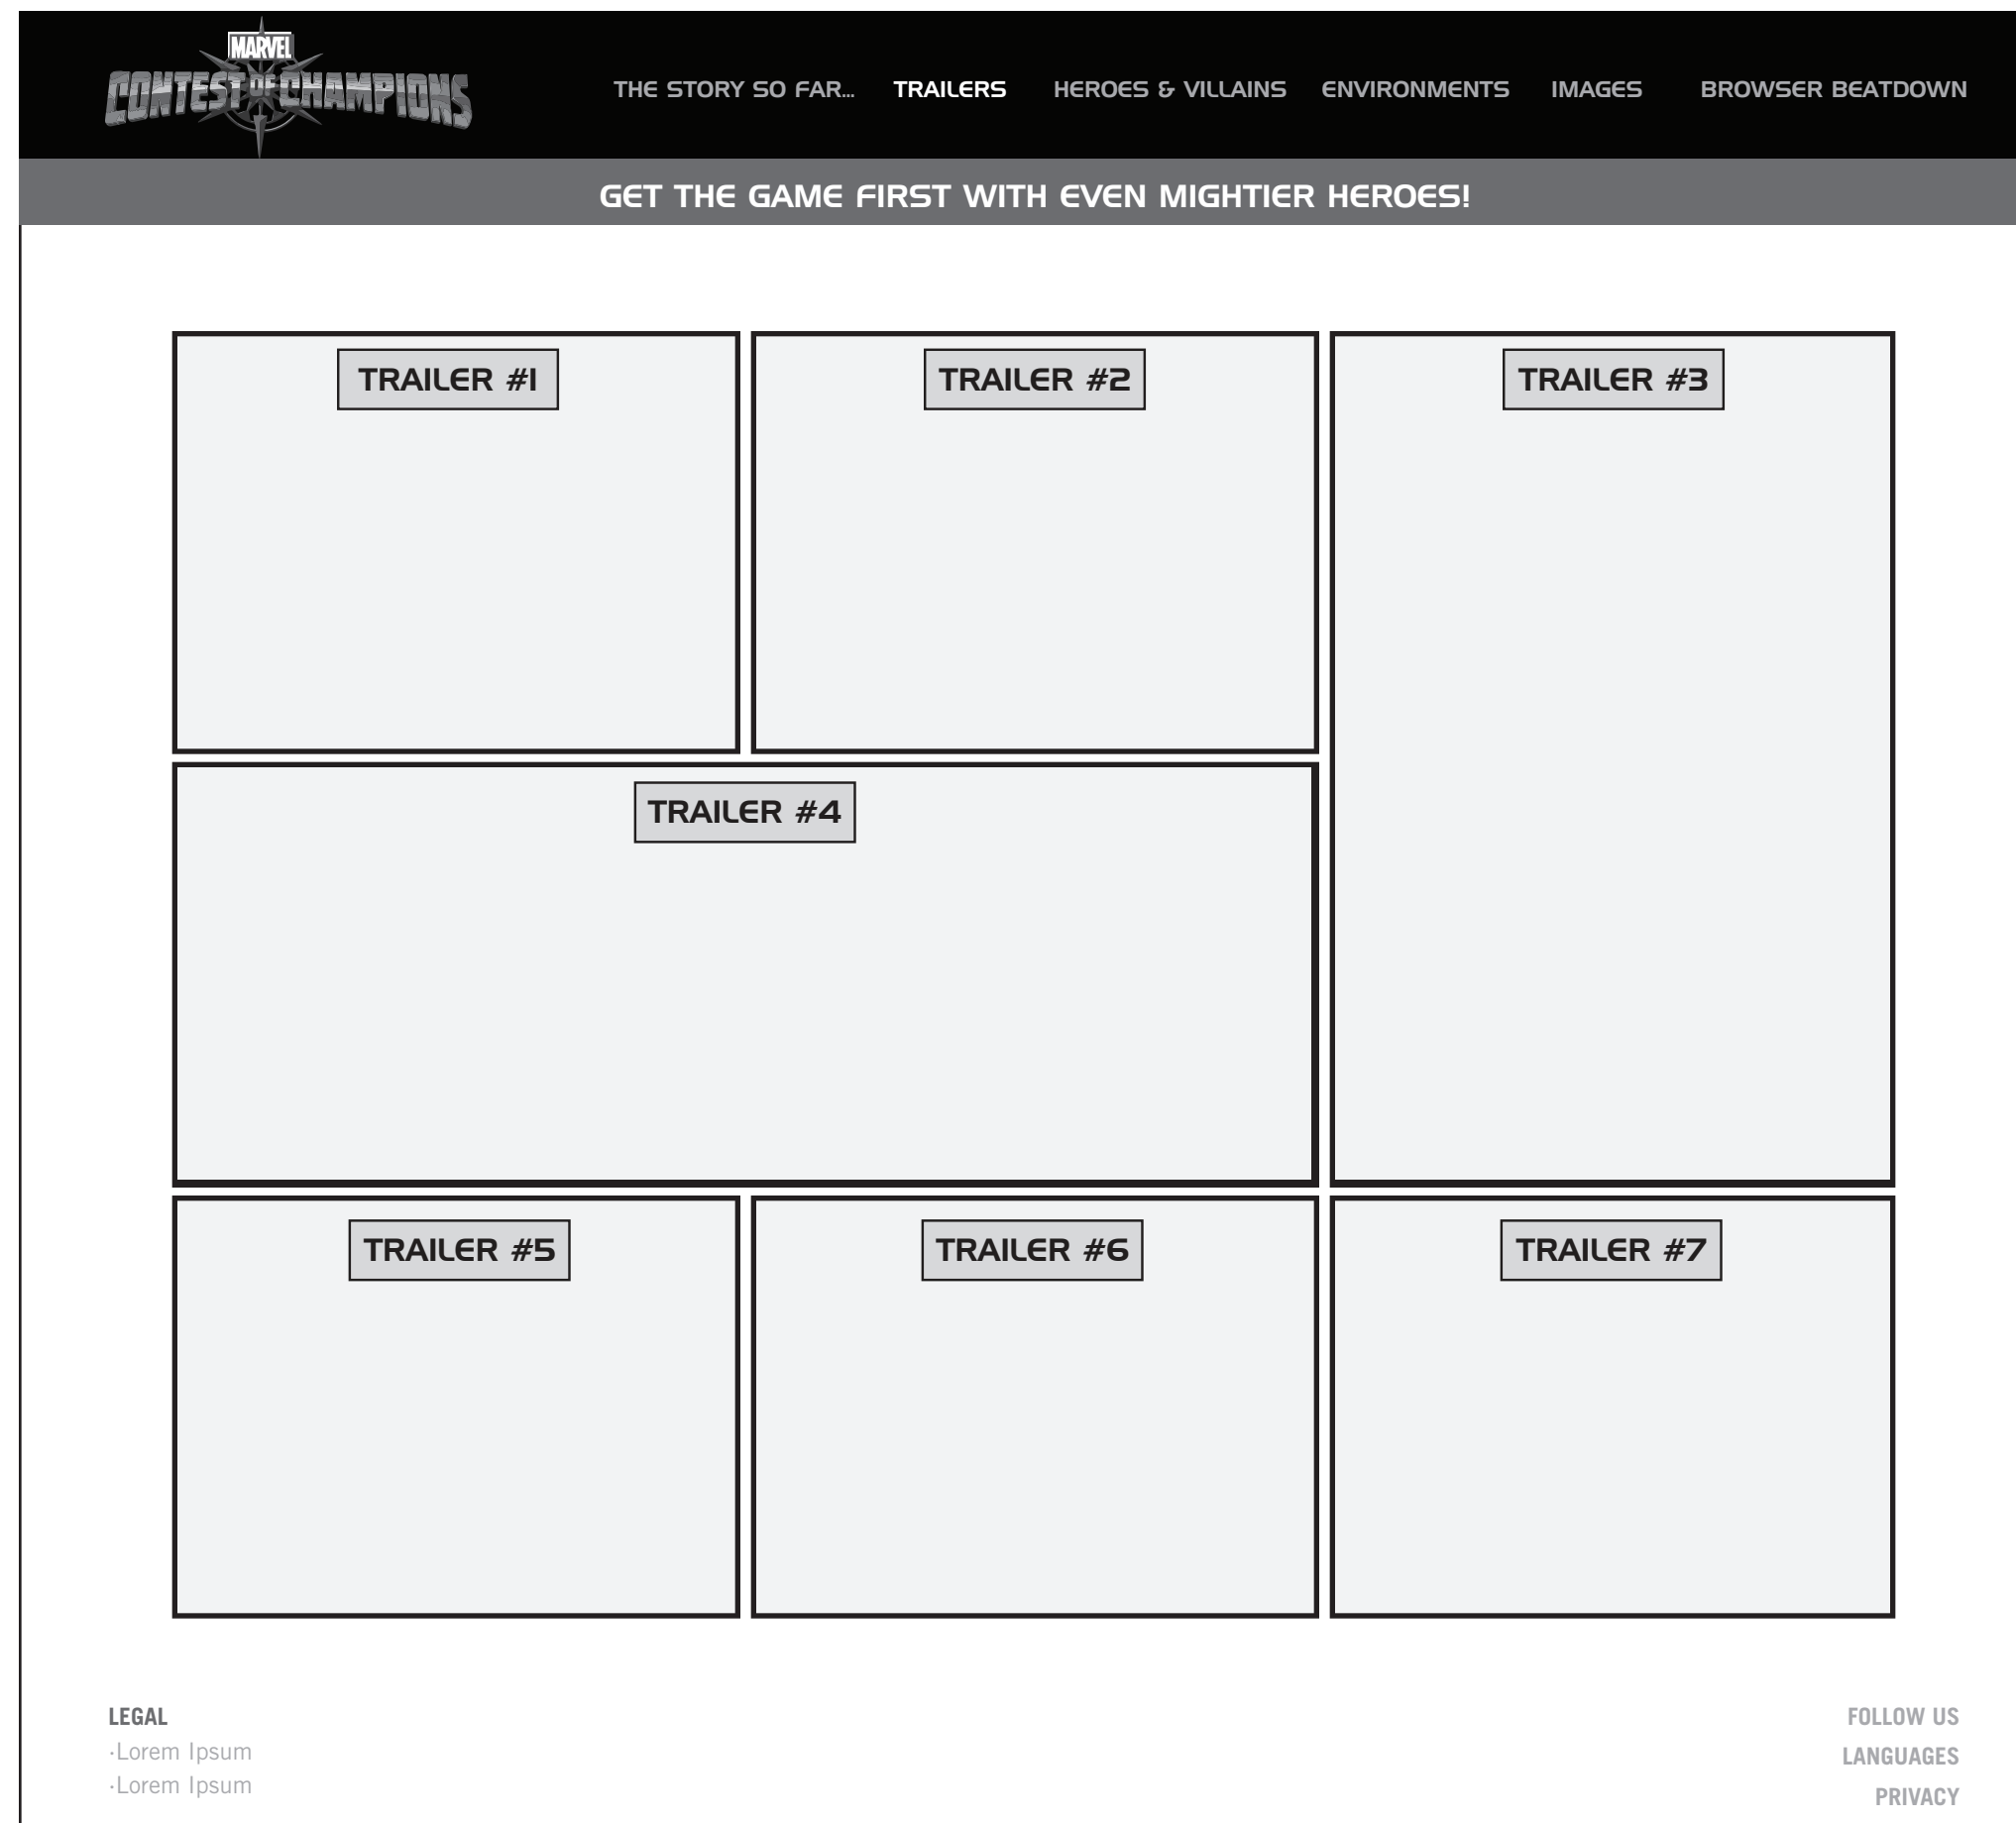 MARVEL
CONTEST OF CHAMPIONS
THE STORY SO FAR... TRAILERS HEROES & VILLAINS ENVIRONMENTS IMAGES BROWSER BEATDOWN
GET THE GAME FIRST WITH EVEN MIGHTIER HEROES!
TRAILER #1
TRAILER #2
TRAILER #3
TRAILER #4
TRAILER #5
TRAILER #6
TRAILER #7
LEGAL
·Lorem Ipsum
·Lorem Ipsum
FOLLOW US
LANGUAGES
PRIVACY